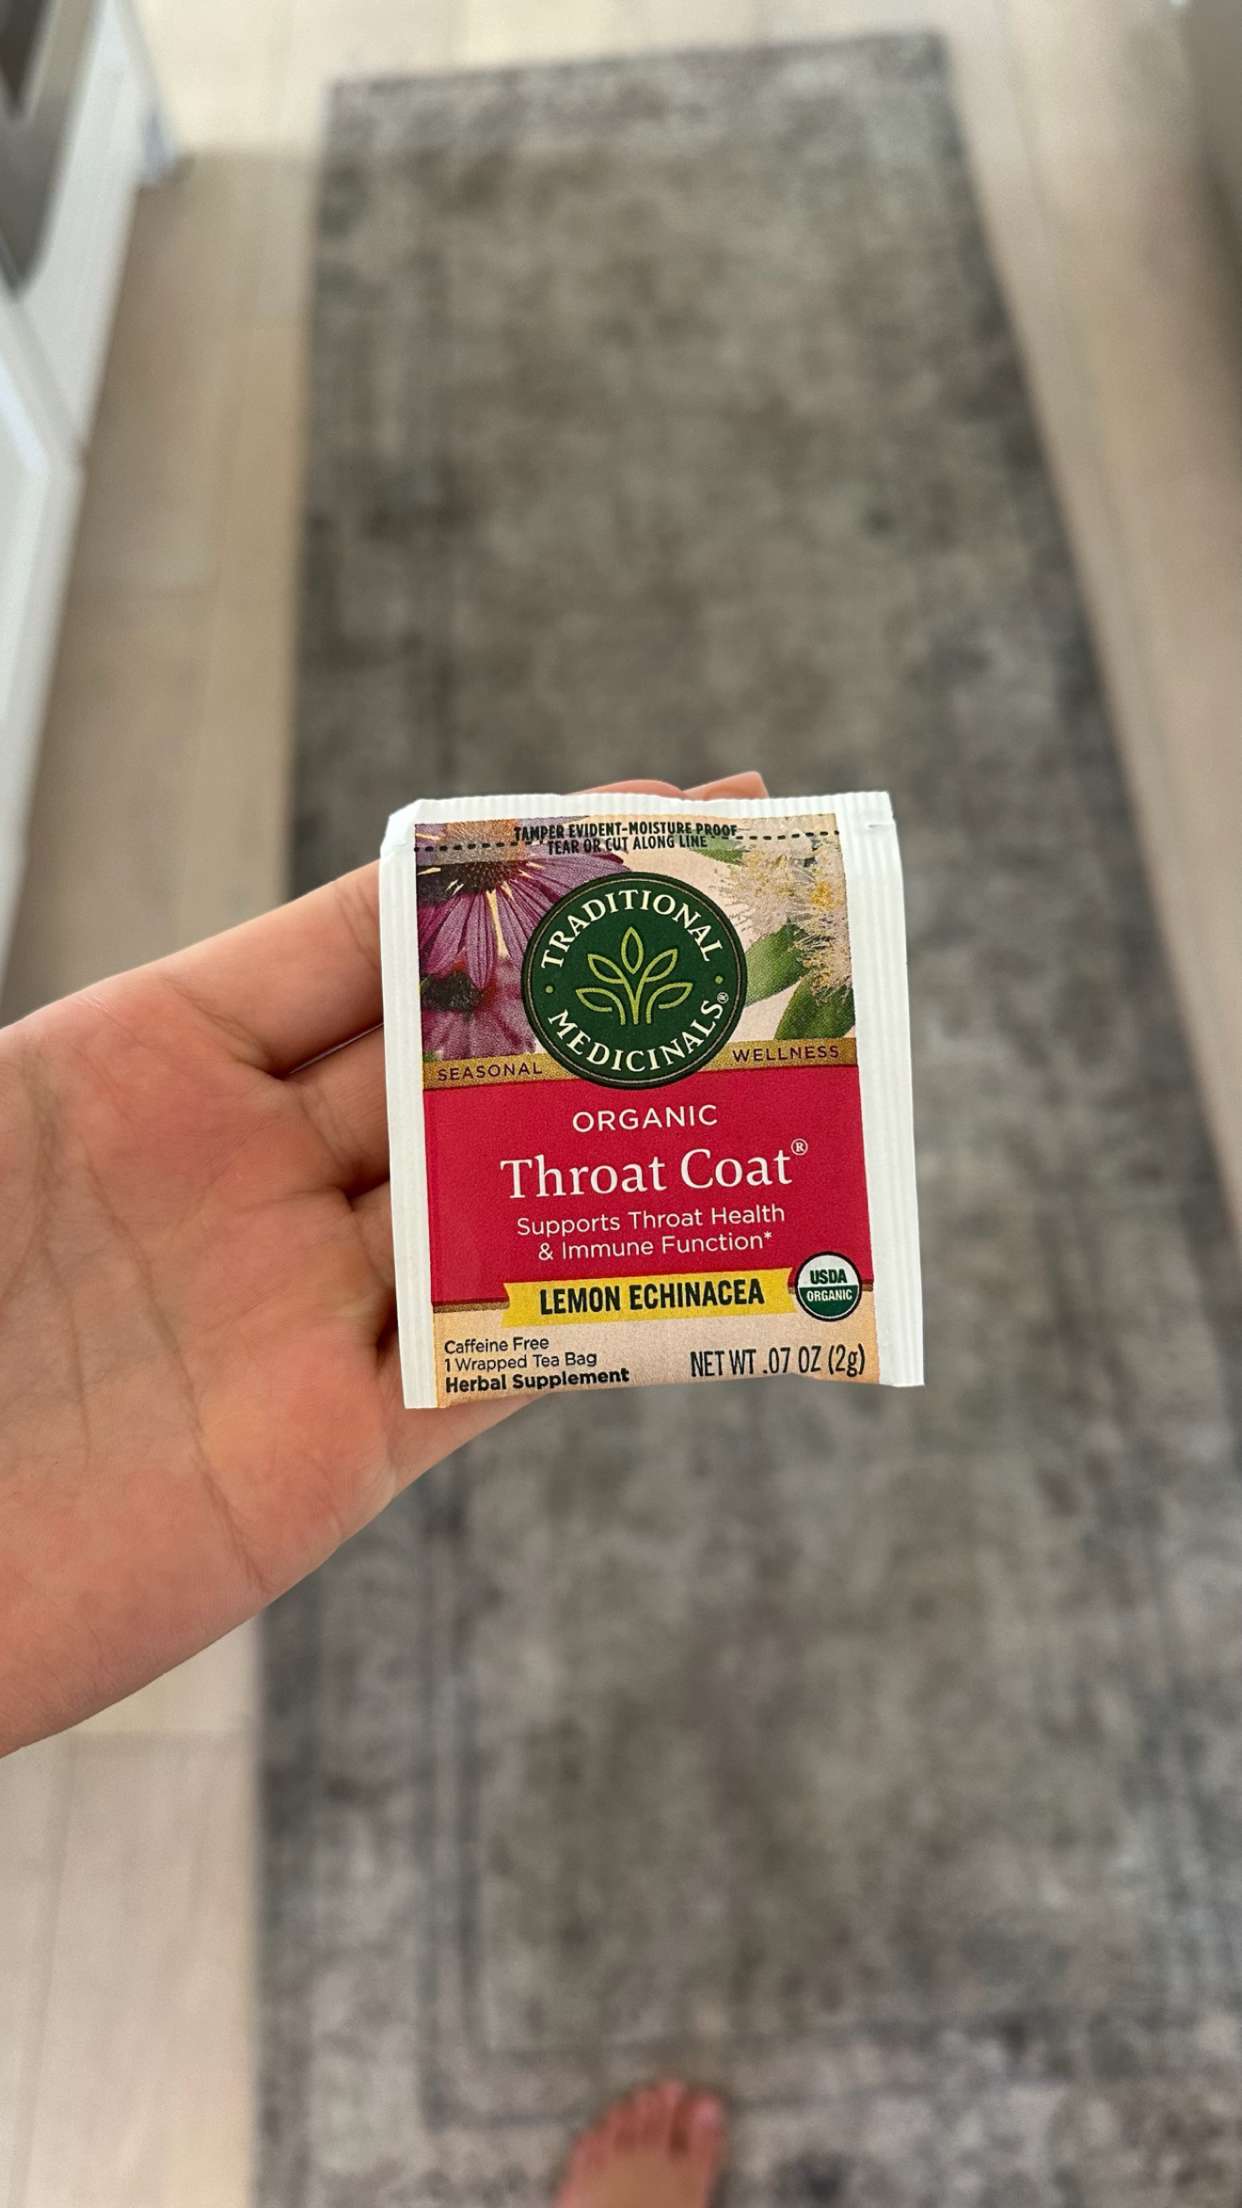 TAMPER EVIDENT-MOISTURE PROOF
TEAR OR CUT ALONG LINE
TRADITIONAL
MEDICINALS®
SEASONAL WELLNESS
ORGANIC
Throat Coat®
Supports Throat Health
& Immune Function*
LEMON ECHINACEA
USDA
ORGANIC
Caffeine Free
1 Wrapped Tea Bag
Herbal Supplement
NET WT .07 OZ (2g)